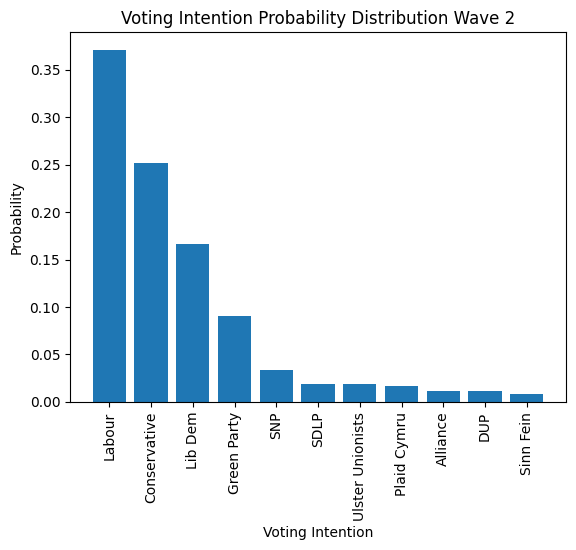 Voting Intention Probability Distribution Wave 2
0.35
0.30
0.25
0.20
0.15
0.10
0.05
0.00
Probability
Labour
Conservative
Lib Dem
Green Party
SNP
SDLP
Ulster Unionists
Plaid Cymru
Alliance
DUP
Sinn Fein
Voting Intention